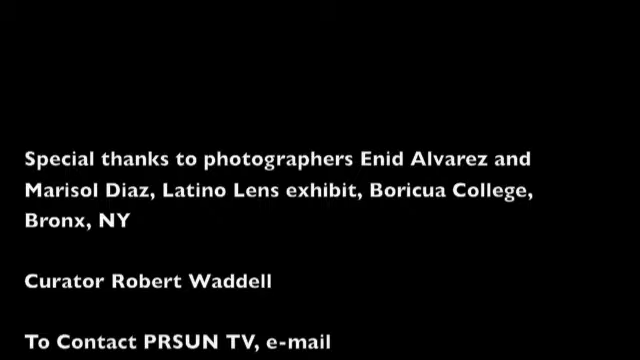 Special thanks to photographers Enid Alvarez and
Marisol Diaz, Latino Lens exhibit, Boricua College,
Bronx, NY
Curator Robert Waddell
To Contact PRSUN TV, e-mail